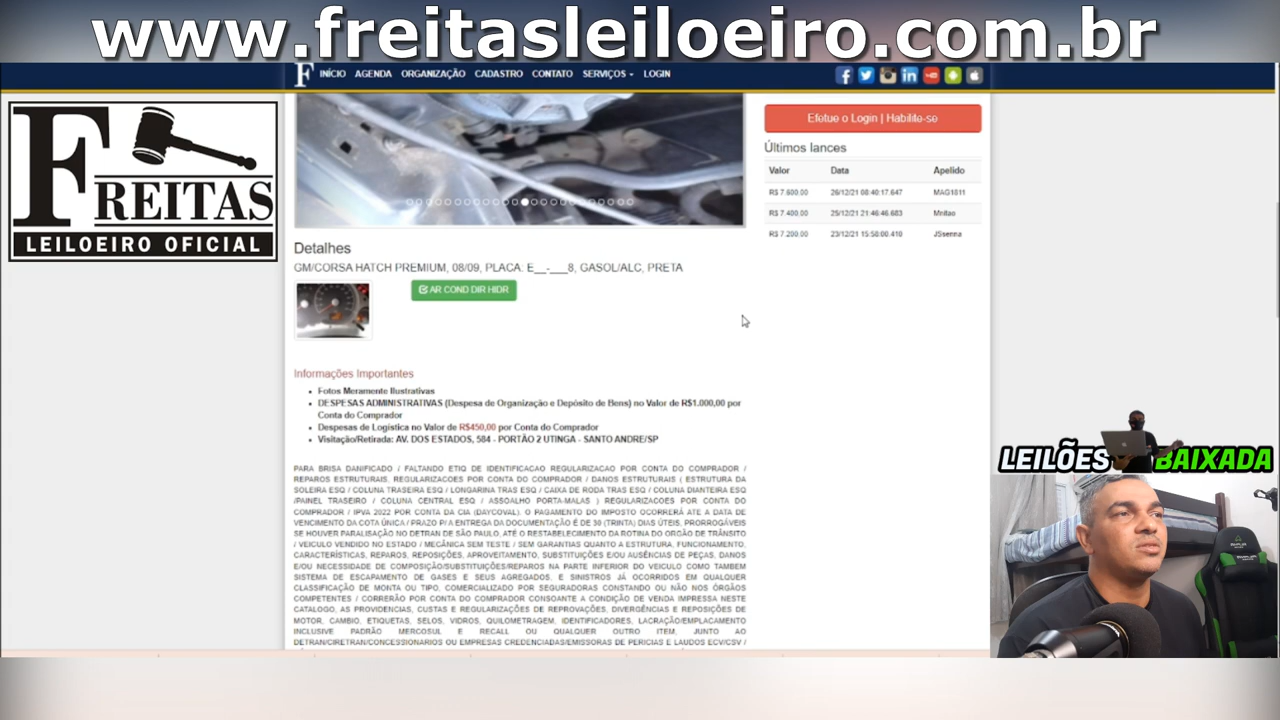 www.freitasleiloeiro.com.br
F INÍCIO AGENDA ORGANIZAÇÃO CADASTRO CONTATO SERVIÇOS LOGIN
FREITAS
LEILOEIRO OFICIAL
Efetue o Login | Habilite-se
Últimos lances
Valor Data Apelido
R$ 7.600,00 26/12/21 08:40:17.647 MAG1811
R$ 7.400,00 25/12/21 21:46:46.683 Mnitao
R$ 7.200,00 23/12/21 15:58:00.410 JSsenna
Detalhes
GM/CORSA HATCH PREMIUM, 08/09, PLACA: E__-___8, GASOL/ALC, PRETA
AR COND DIR HIDR
Informações Importantes
• Fotos Meramente Ilustrativas
• DESPESAS ADMINISTRATIVAS (Despesa de Organização e Depósito de Bens) no Valor de R$1.000,00 por
Conta do Comprador
• Despesas de Logística no Valor de R$450,00 por Conta do Comprador
• Visitação/Retirada: AV. DOS ESTADOS, 584 - PORTÃO 2 UTINGA - SANTO ANDRE/SP
PARA BRISA DANIFICADO / FALTANDO ETIQ DE IDENTIFICACAO REGULARIZACAO POR CONTA DO COMPRADOR /
REPAROS ESTRUTURAIS. REGULARIZACOES POR CONTA DO COMPRADOR / DANOS ESTRUTURAIS ( ESTRUTURA DA
SOLEIRA ESQ / COLUNA TRASEIRA ESQ / LONGARINA TRAS ESQ / CAIXA DE RODA TRAS ESQ / COLUNA DIANTEIRA ESQ
/PAINEL TRASEIRO / COLUNA CENTRAL ESQ / ASSOALHO PORTA-MALAS ) REGULARIZACOES POR CONTA DO
COMPRADOR / IPVA 2022 POR CONTA DA CIA (DAYCOVAL). O PAGAMENTO DO IMPOSTO OCORRERÁ ATE A DATA DE
VENCIMENTO DA COTA ÚNICA / PRAZO P/ A ENTREGA DA DOCUMENTAÇÃO É DE 30 (TRINTA) DIAS ÚTEIS, PRORROGÁVEIS
SE HOUVER PARALISAÇÃO NO DETRAN DE SÃO PAULO, ATÉ O RESTABELECIMENTO DA ROTINA DO ORGÃO DE TRÂNSITO
/ VEICULO VENDIDO NO ESTADO / MECÂNICA SEM TESTE / SEM GARANTIAS QUANTO A ESTRUTURA, FUNCIONAMENTO,
CARACTERÍSTICAS, REPAROS, REPOSIÇÕES, APROVEITAMENTO, SUBSTITUIÇÕES E/OU AUSÊNCIAS DE PEÇAS, DANOS
E/OU NECESSIDADE DE COMPOSIÇÃO/SUBSTITUIÇÕES/REPAROS NA PARTE INFERIOR DO VEICULO COMO TAMBEM
SISTEMA DE ESCAPAMENTO DE GASES E SEUS AGREGADOS, E SINISTROS JÁ OCORRIDOS EM QUALQUER
CLASSIFICAÇÃO DE MONTA OU TIPO, COMERCIALIZADO POR SEGURADORAS CONSTANDO OU NÃO NOS ÓRGÃOS
COMPETENTES / CORRERÃO POR CONTA DO COMPRADOR CONSOANTE A CONDIÇÃO DE VENDA IMPRESSA NESTE
CATALOGO, AS PROVIDENCIAS, CUSTAS E REGULARIZAÇÕES DE REPROVAÇÕES, DIVERGÊNCIAS E REPOSIÇÕES DE
MOTOR, CAMBIO, ETIQUETAS, SELOS, VIDROS, QUILOMETRAGEM, IDENTIFICADORES, LACRAÇÃO/EMPLACAMENTO
INCLUSIVE PADRÃO MERCOSUL E RECALL OU QUALQUER OUTRO ITEM, JUNTO AO
DETRAN/CIRETRAN/CONCESSIONARIOS OU EMPRESAS CREDENCIADAS/EMISSORAS DE PERICIAS E LAUDOS ECV/CSV /
LEILÕES BAIXADA